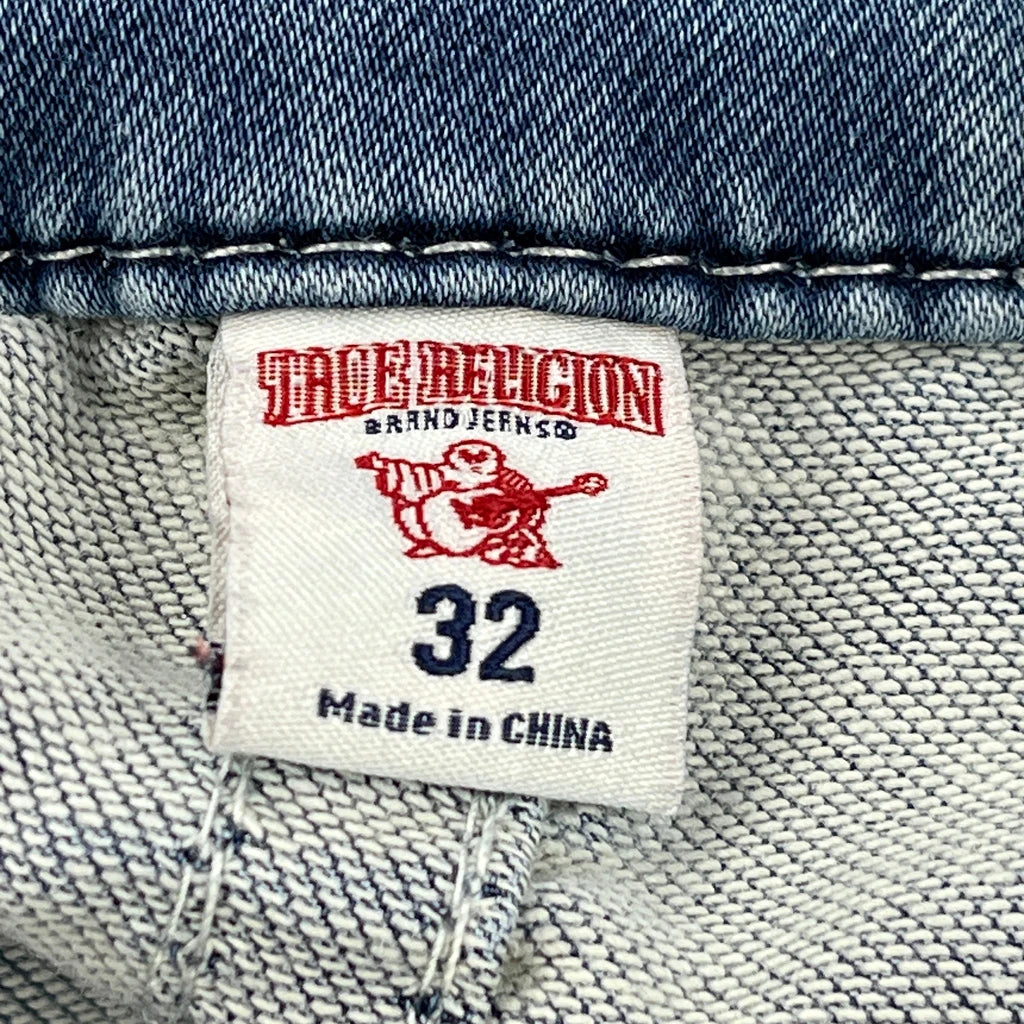 TRUE RELIGION
BRAND JEANS
32
Made in CHINA